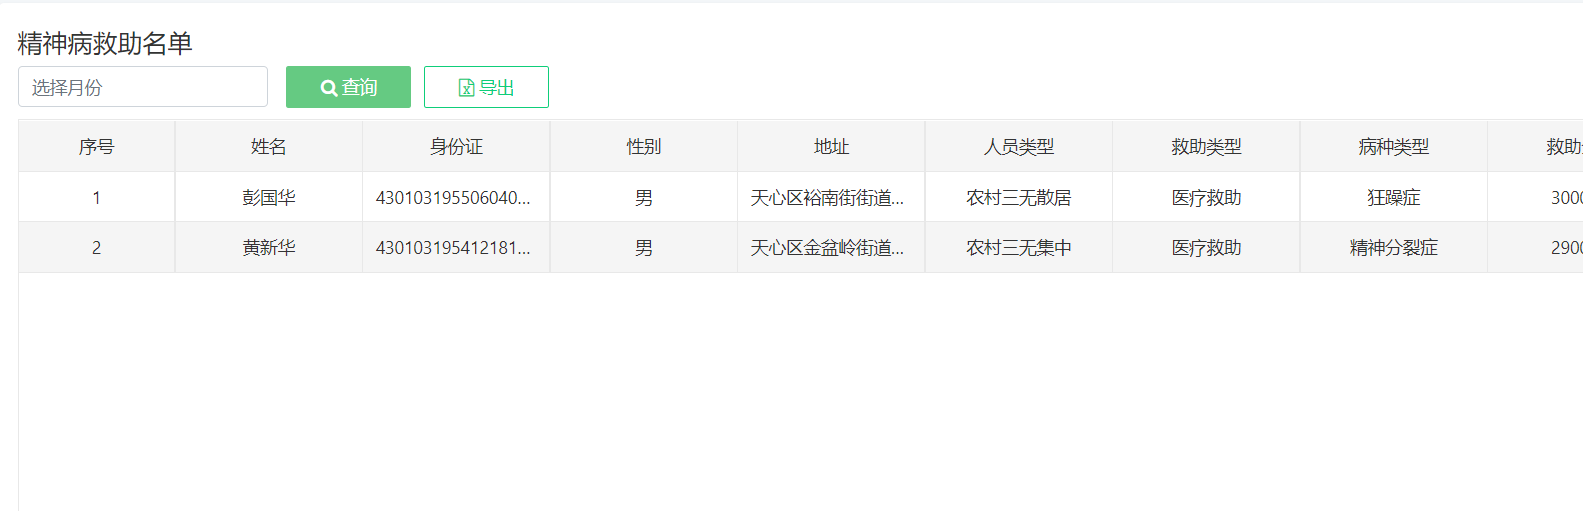 精神病救助名单
选择月份 查询 导出
序号 姓名 身份证 性别 地址 人员类型 救助类型 病种类型 救助
1 彭国华 430103195506040... 男 天心区裕南街街道... 农村三无散居 医疗救助 狂躁症 300
2 黄新华 430103195412181... 男 天心区金盆岭街道... 农村三无集中 医疗救助 精神分裂症 290